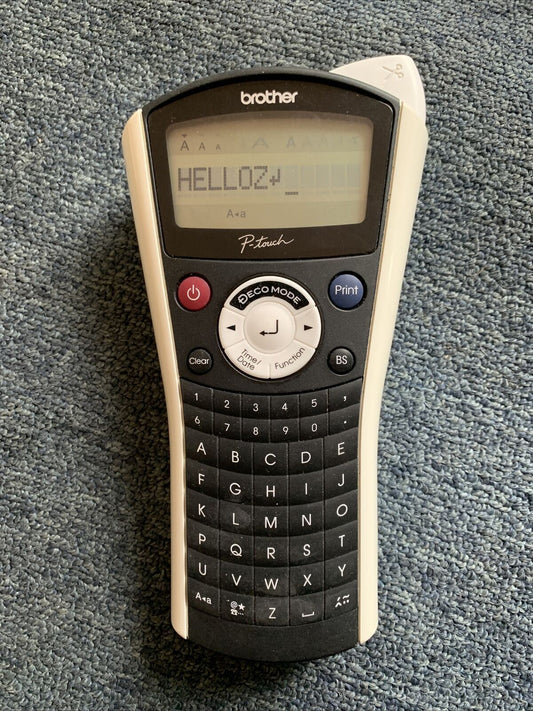 brother
A A A A A A A A
HELLOZ↲_
A◂a
P-touch
DECO MODE
Print
Time/
Date
Function
Clear
BS
1 2 3 4 5 ,
6 7 8 9 0 .
A B C D E
F G H I J
K L M N O
P Q R S T
U V W X Y
A◂a Z